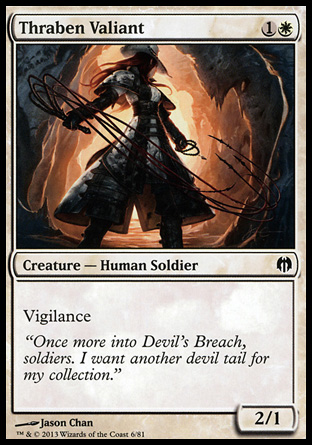 Thraben Valiant 1
Creature — Human Soldier
Vigilance
“Once more into Devil’s Breach,
soldiers. I want another devil tail for
my collection.”
Jason Chan
™ & © 2013 Wizards of the Coast 6/81
2/1